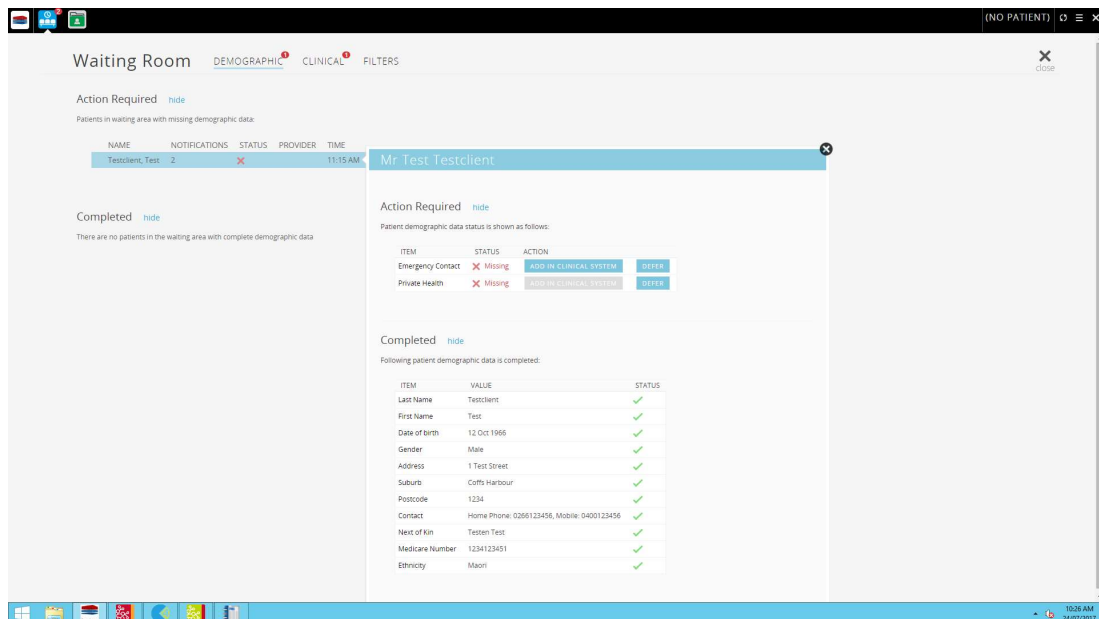 2
(NO PATIENT)
Waiting Room DEMOGRAPHIC 1 CLINICAL 1 FILTERS
close
Action Required hide
Patients in waiting area with missing demographic data:
NAME NOTIFICATIONS STATUS PROVIDER TIME
Testclient, Test 2 11:15 AM
Completed hide
There are no patients in the waiting area with complete demographic data
Mr Test Testclient
Action Required hide
Patient demographic data status is shown as follows:
ITEM STATUS ACTION
Emergency Contact Missing ADD IN CLINICAL SYSTEM DEFER
Private Health Missing ADD IN CLINICAL SYSTEM DEFER
Completed hide
Following patient demographic data is completed:
ITEM VALUE STATUS
Last Name Testclient
First Name Test
Date of birth 12 Oct 1966
Gender Male
Address 1 Test Street
Suburb Coffs Harbour
Postcode 1234
Contact Home Phone: 0266123456, Mobile: 0400123456
Next of Kin Testen Test
Medicare Number 1234123451
Ethnicity Maori
10:26 AM
24/07/2017